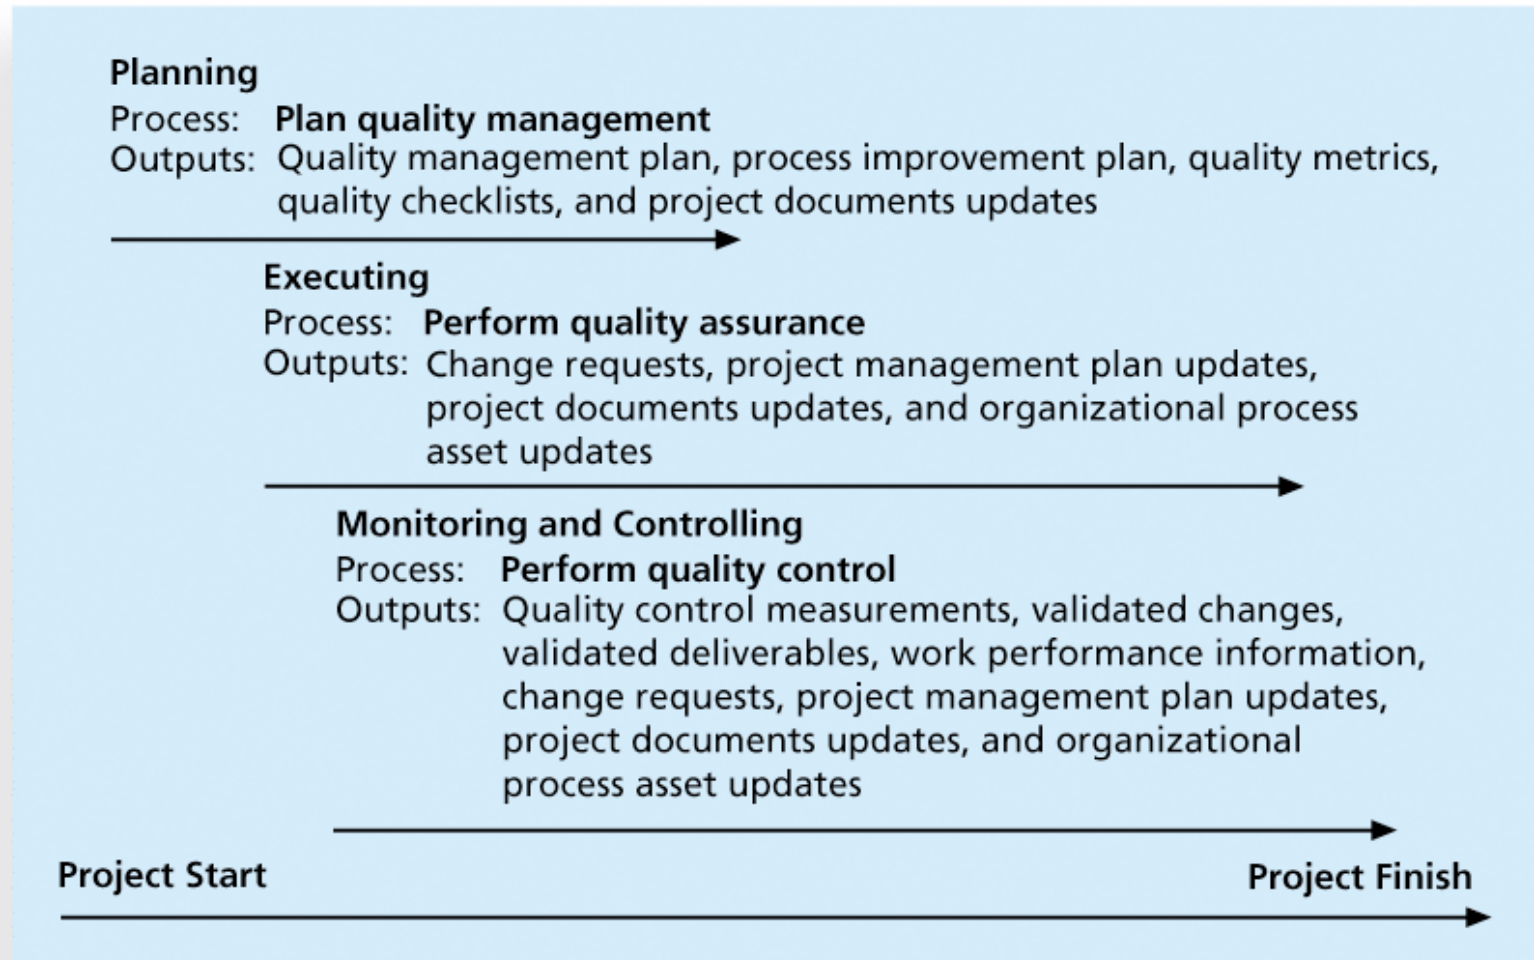 Planning
Process: Plan quality management
Outputs: Quality management plan, process improvement plan, quality metrics,
quality checklists, and project documents updates
Executing
Process: Perform quality assurance
Outputs: Change requests, project management plan updates,
project documents updates, and organizational process
asset updates
Monitoring and Controlling
Process: Perform quality control
Outputs: Quality control measurements, validated changes,
validated deliverables, work performance information,
change requests, project management plan updates,
project documents updates, and organizational
process asset updates
Project Start Project Finish